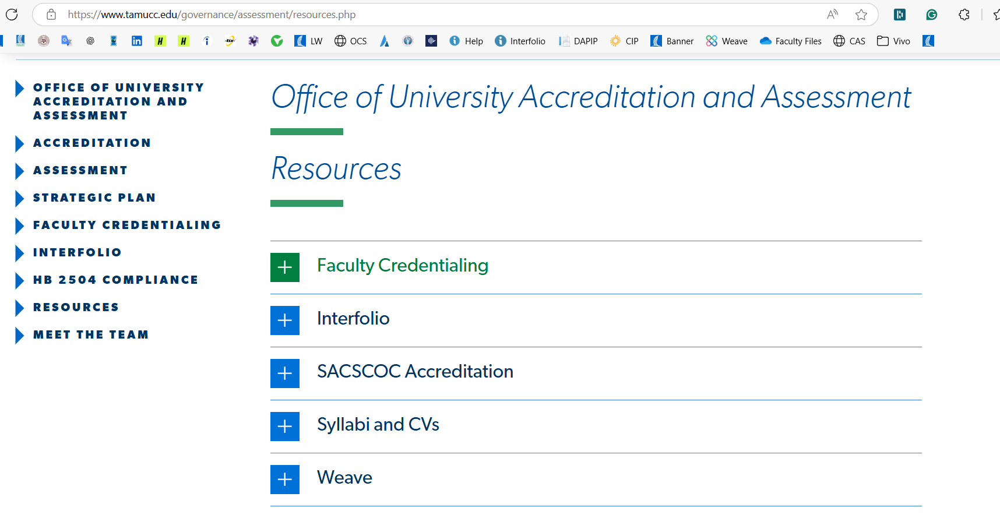 https://www.tamucc.edu/governance/assessment/resources.php
LW OCS Help Interfolio DAPIP CIP Banner Weave Faculty Files CAS Vivo
OFFICE OF UNIVERSITY
ACCREDITATION AND
ASSESSMENT
ACCREDITATION
ASSESSMENT
STRATEGIC PLAN
FACULTY CREDENTIALING
INTERFOLIO
HB 2504 COMPLIANCE
RESOURCES
MEET THE TEAM
Office of University Accreditation and Assessment
Resources
Faculty Credentialing
Interfolio
SACSCOC Accreditation
Syllabi and CVs
Weave